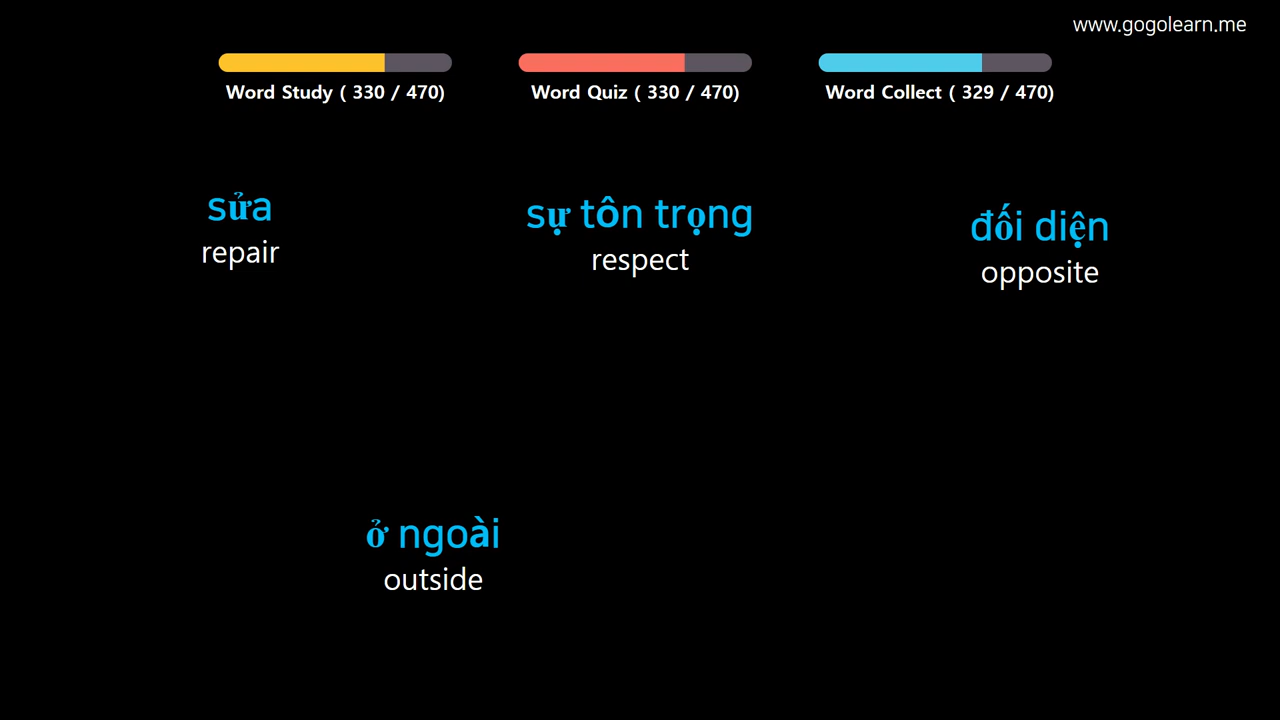 www.gogolearn.me
Word Study ( 330 / 470)
Word Quiz ( 330 / 470)
Word Collect ( 329 / 470)
sửa
repair
sự tôn trọng
respect
đối diện
opposite
ở ngoài
outside